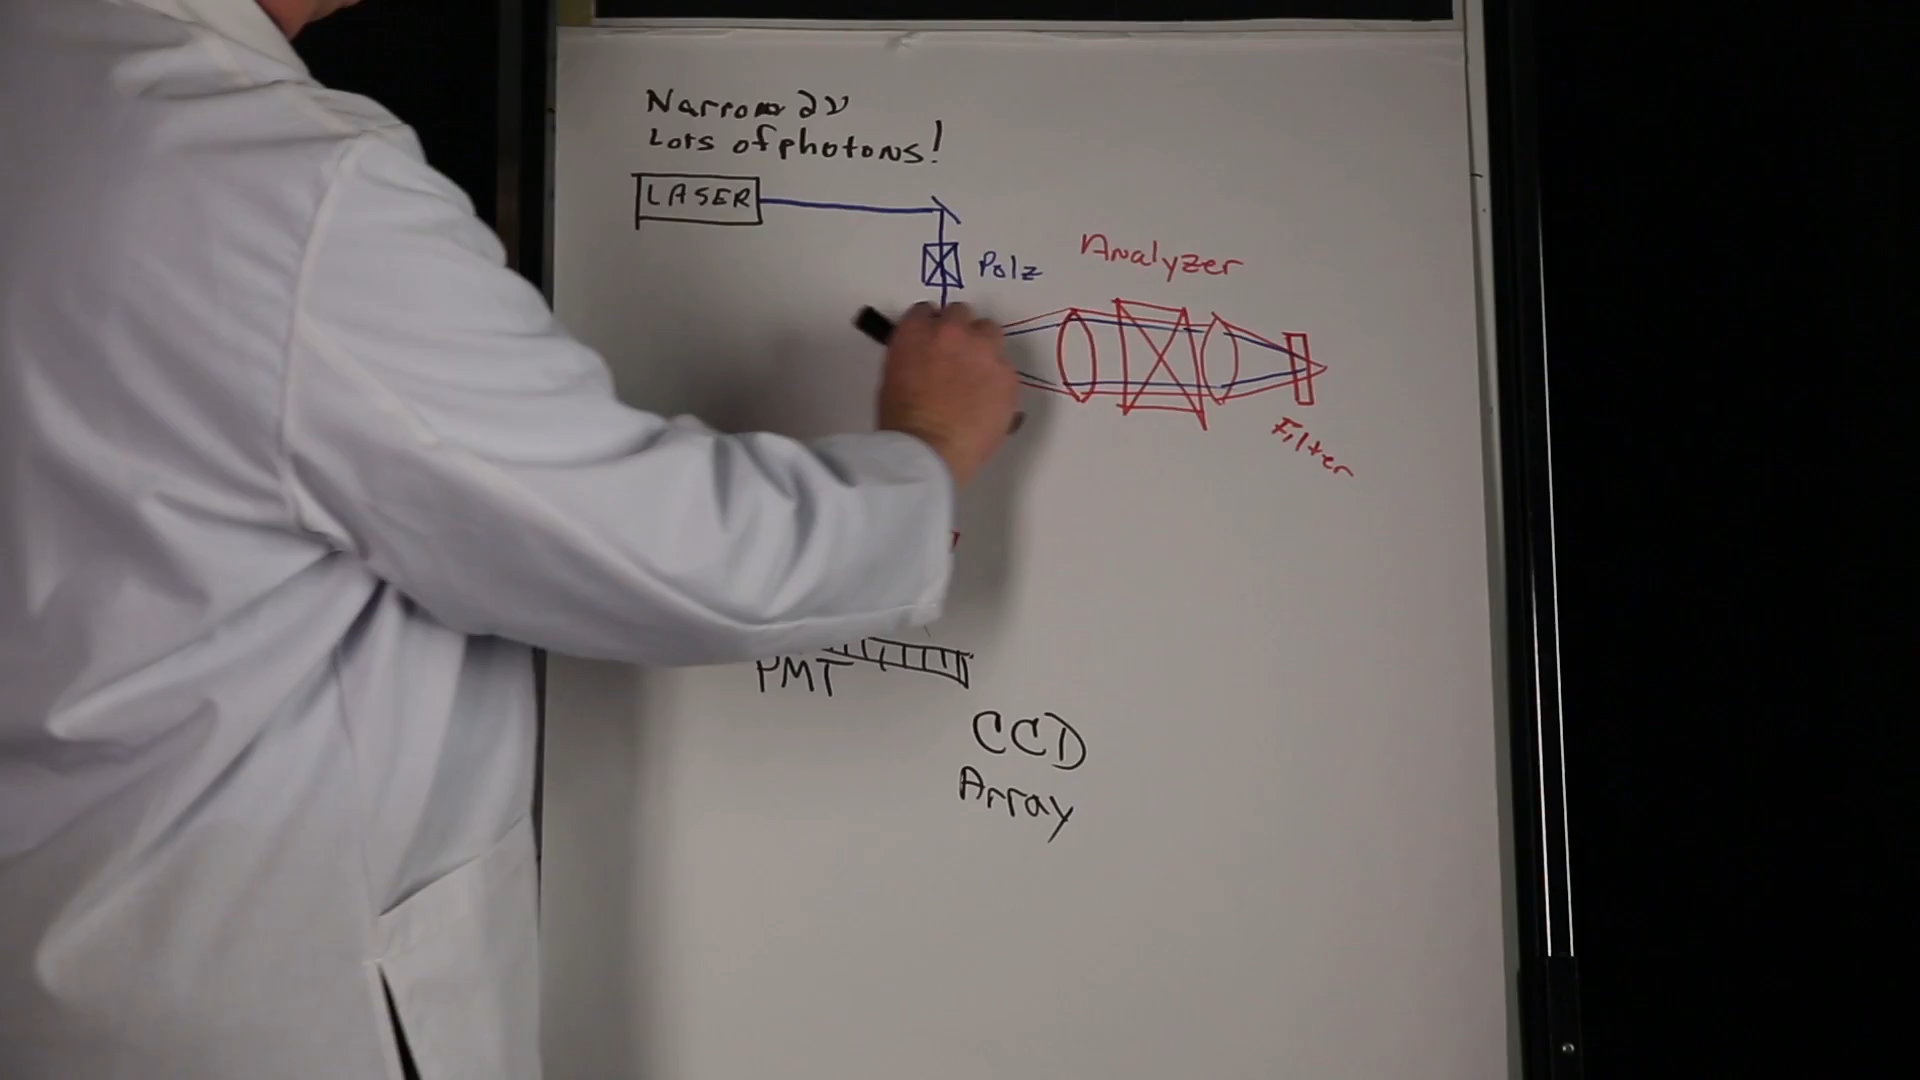 Narrow ∂ν
Lots of photons!
LASER
Polz
Analyzer
Filter
PMT
CCD
Array